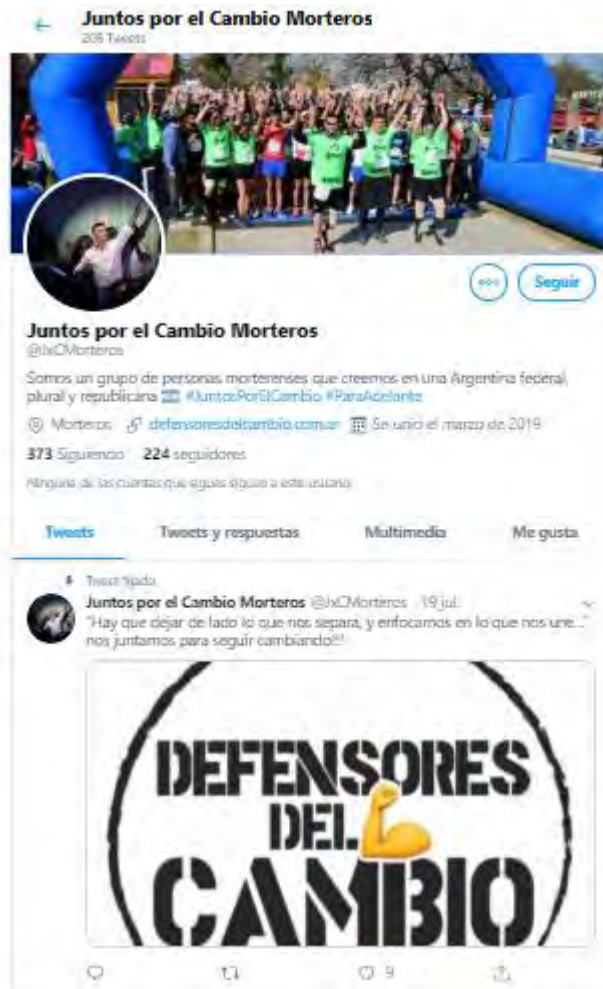 Juntos por el Cambio Morteros
206 Tweets
Seguir
Juntos por el Cambio Morteros
@JxCMorteros
Somos un grupo de personas morterenses que creemos en una Argentina federal,
plural y republicana #JuntosPorElCambio #ParaAdelante
Morteros defensoresdelcambio.com.ar Se unió el marzo de 2019
373 Siguiendo 224 seguidores
Ninguna de las cuentas que sigues siguen a este usuario
Tweets Tweets y respuestas Multimedia Me gusta
Tweet fijado
Juntos por el Cambio Morteros @JxCMorteros · 19 jul.
"Hay que dejar de lado lo que nos separa, y enfocarnos en lo que nos une..."
nos juntamos para seguir cambiando!!!
DEFENSORES
DEL
CAMBIO
9